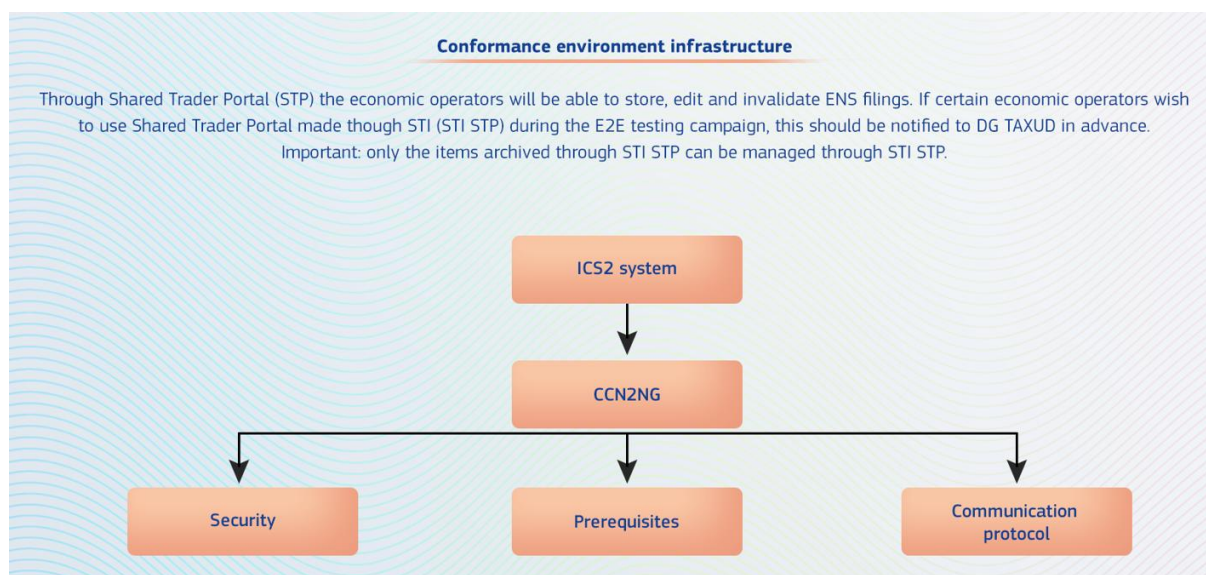 Conformance environment infrastructure
Through Shared Trader Portal (STP) the economic operators will be able to store, edit and invalidate ENS filings. If certain economic operators wish
to use Shared Trader Portal made though STI (STI STP) during the E2E testing campaign, this should be notified to DG TAXUD in advance.
Important: only the items archived through STI STP can be managed through STI STP.
ICS2 system
CCN2NG
Security
Prerequisites
Communication
protocol